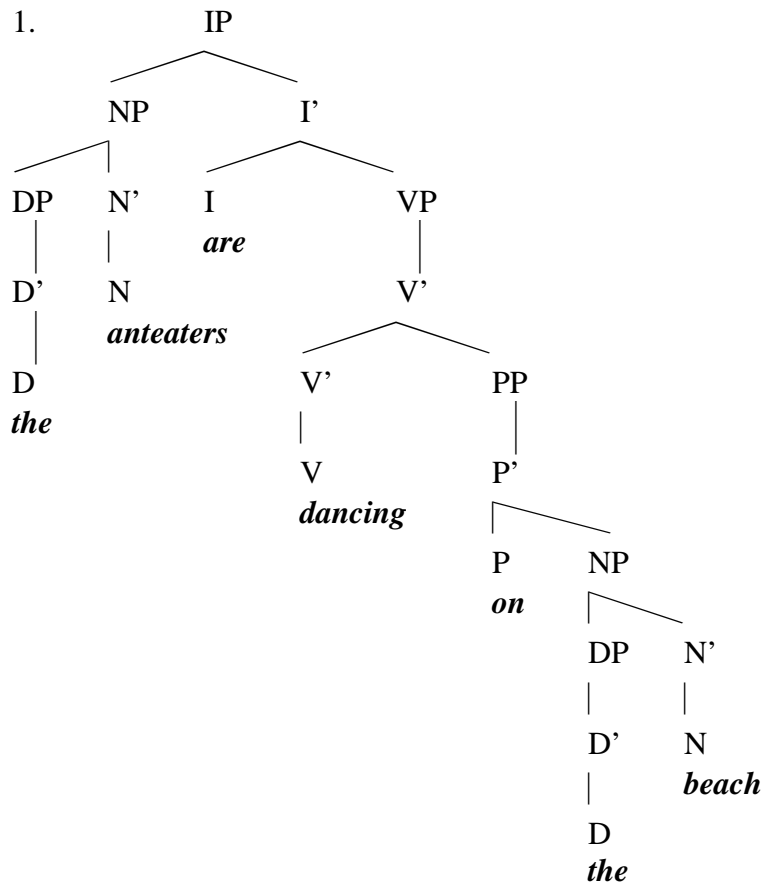 1. IP
NP I’
DP N’ I VP
are
D’ N V’
anteaters
D V’ PP
the
V P’
dancing
P NP
on
DP N’
D’ N
beach
D
the